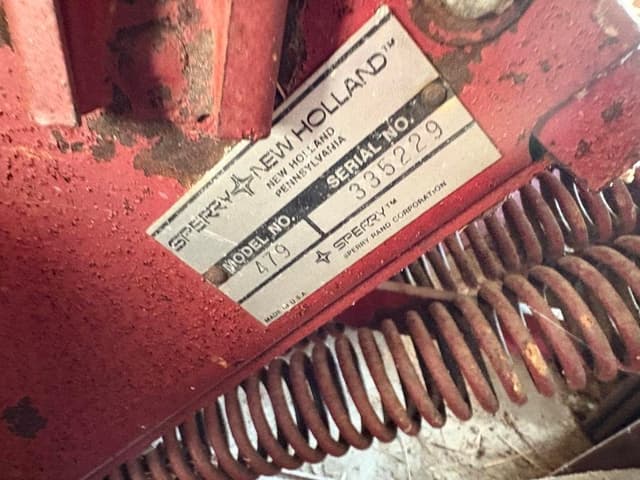 SPERRY NEW HOLLAND™
NEW HOLLAND
PENNSYLVANIA
MODEL NO. SERIAL NO.
479 335229
SPERRY™
SPERRY RAND CORPORATION
MADE IN U.S.A.